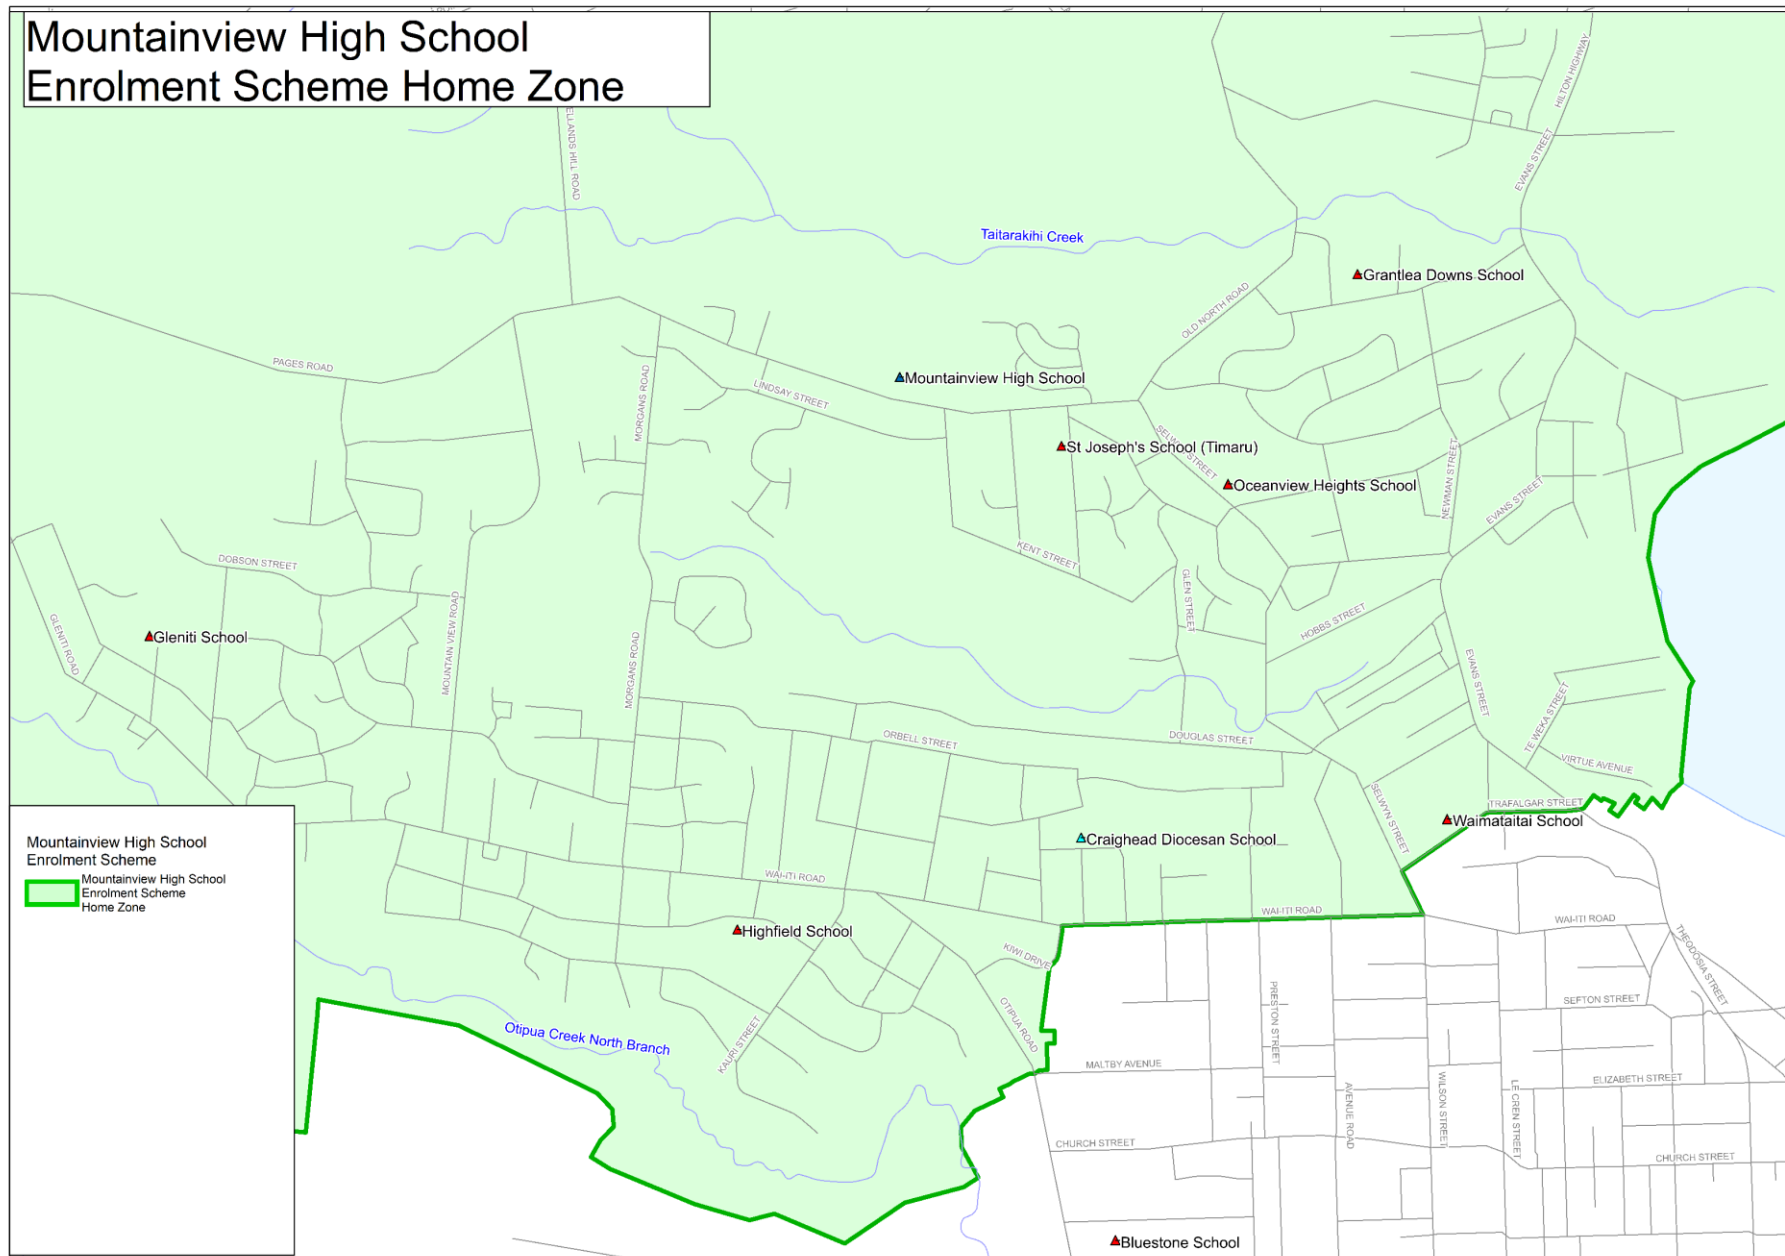 Mountainview High School
Enrolment Scheme Home Zone
ELLANDS HILL ROAD
HILTON HIGHWAY
EVANS STREET
Taitarakihi Creek
Grantlea Downs School
OLD NORTH ROAD
PAGES ROAD
Mountainview High School
LINDSAY STREET
MORGANS ROAD
SELWYN STREET
St Joseph's School (Timaru)
Oceanview Heights School
NEWMAN STREET
EVANS STREET
KENT STREET
DOBSON STREET
GLEN STREET
HOBBS STREET
GLENITI ROAD
Gleniti School
MOUNTAIN VIEW ROAD
MORGANS ROAD
EVANS STREET
TE WEKA STREET
ORBELL STREET
DOUGLAS STREET
VIRTUE AVENUE
SELWYN STREET
TRAFALGAR STREET
Waimataitai School
Craighead Diocesan School
WAI-ITI ROAD
WAI-ITI ROAD
WAI-ITI ROAD
Highfield School
KIWI DRIVE
THEODOSIA STREET
OTIPUA ROAD
PRESTON STREET
SEFTON STREET
Otipua Creek North Branch
KAURI STREET
MALTBY AVENUE
AVENUE ROAD
WILSON STREET
LE CREN STREET
ELIZABETH STREET
CHURCH STREET
CHURCH STREET
Bluestone School
Mountainview High School
Enrolment Scheme
Mountainview High School
Enrolment Scheme
Home Zone